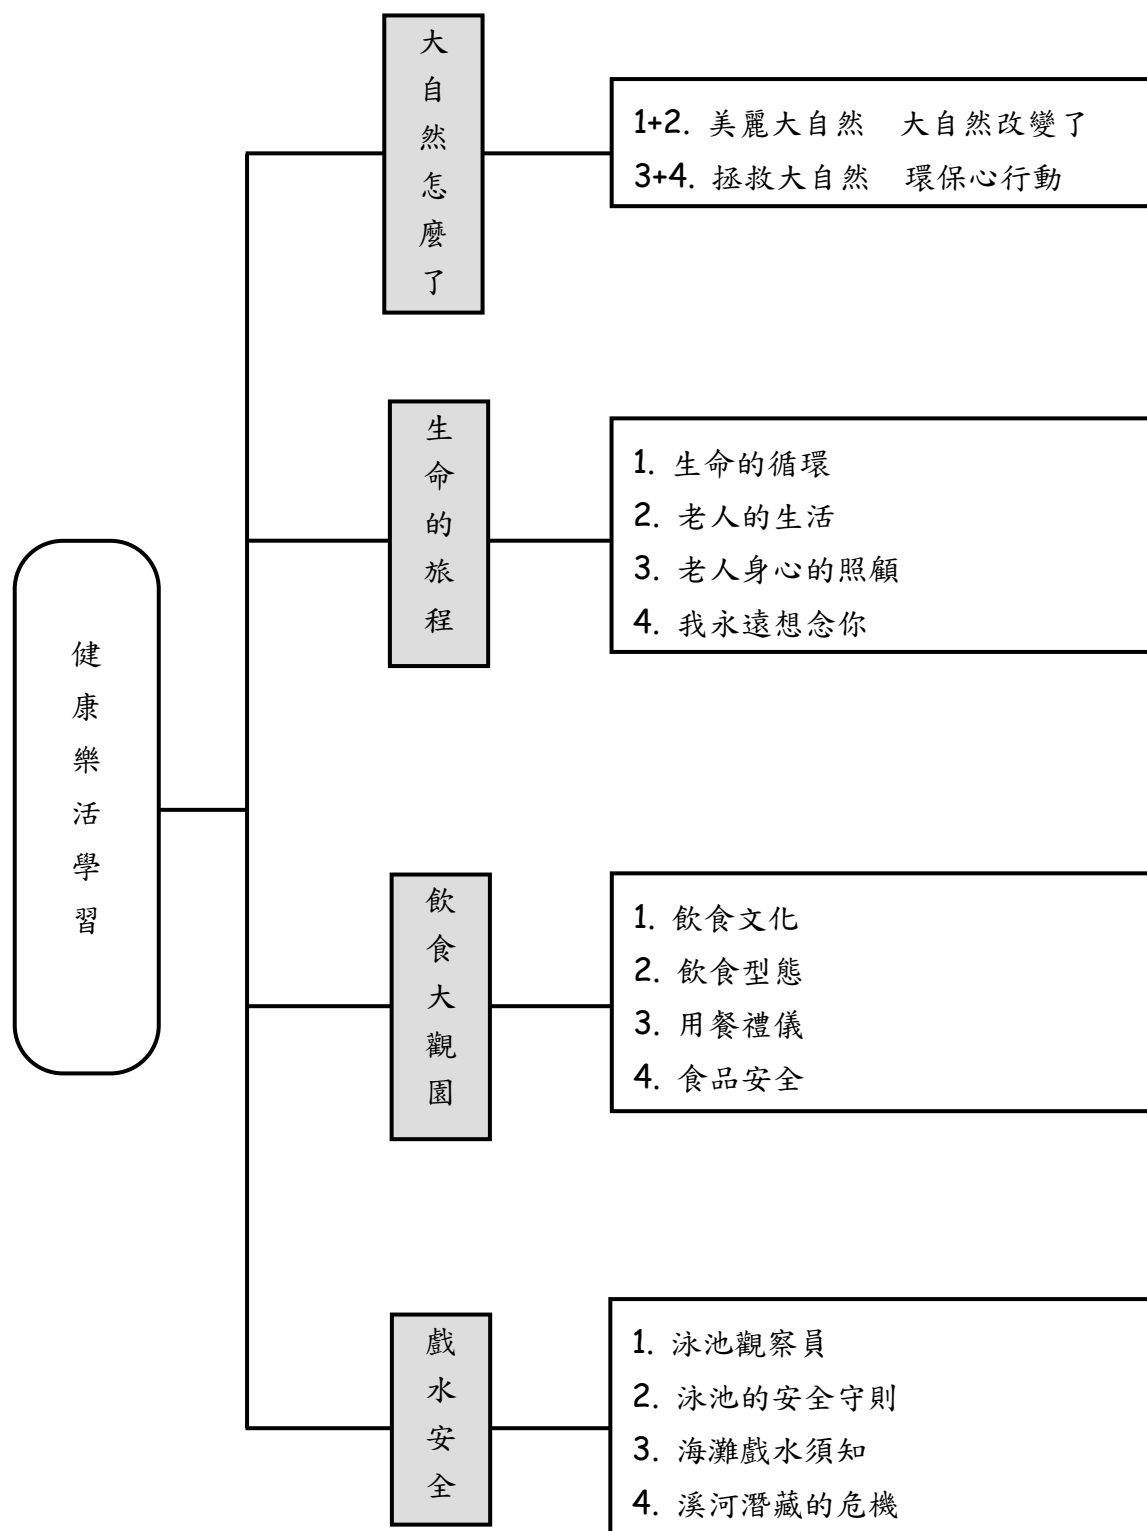 健康樂活學習
大自然怎麼了
1+2. 美麗大自然　大自然改變了
3+4. 拯救大自然　環保心行動
生命的旅程
1. 生命的循環
2. 老人的生活
3. 老人身心的照顧
4. 我永遠想念你
飲食大觀園
1. 飲食文化
2. 飲食型態
3. 用餐禮儀
4. 食品安全
戲水安全
1. 泳池觀察員
2. 泳池的安全守則
3. 海灘戲水須知
4. 溪河潛藏的危機